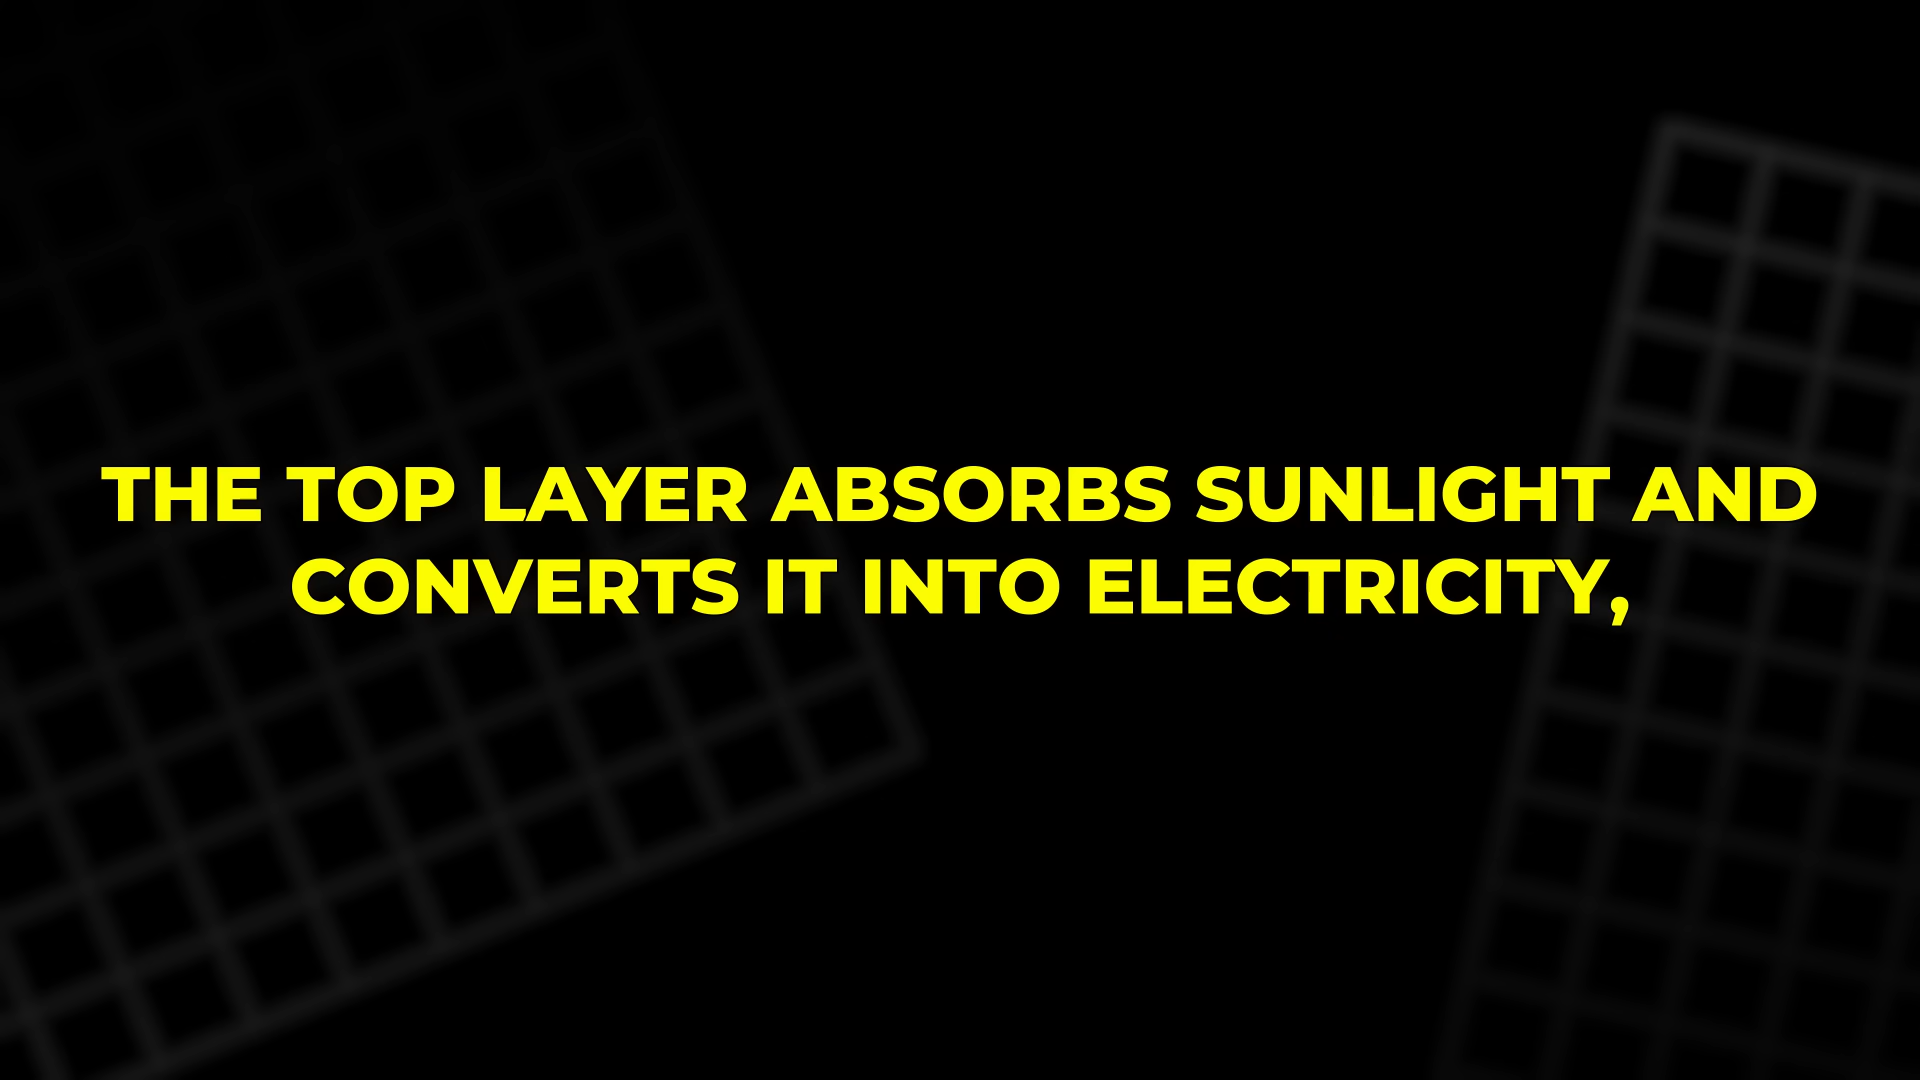 THE TOP LAYER ABSORBS SUNLIGHT AND
CONVERTS IT INTO ELECTRICITY,